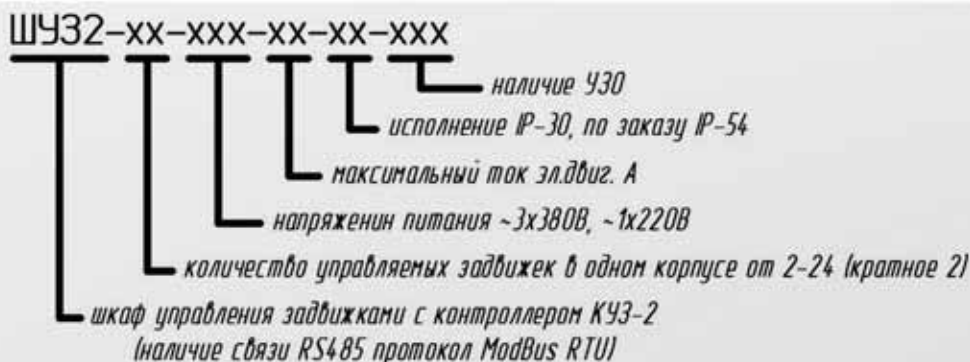 ШУЗ2-хх-ххх-хх-хх-ххх
наличие УЗО
исполнение IP-30, по заказу IP-54
максимальный ток эл.двиг. А
напряженин питания ~3х380В, ~1х220В
количество управляемых задвижек в одном корпусе от 2-24 (кратное 2)
шкаф управления задвижками с контроллером КУЗ-2
(наличие связи RS485 протокол ModBus RTU)